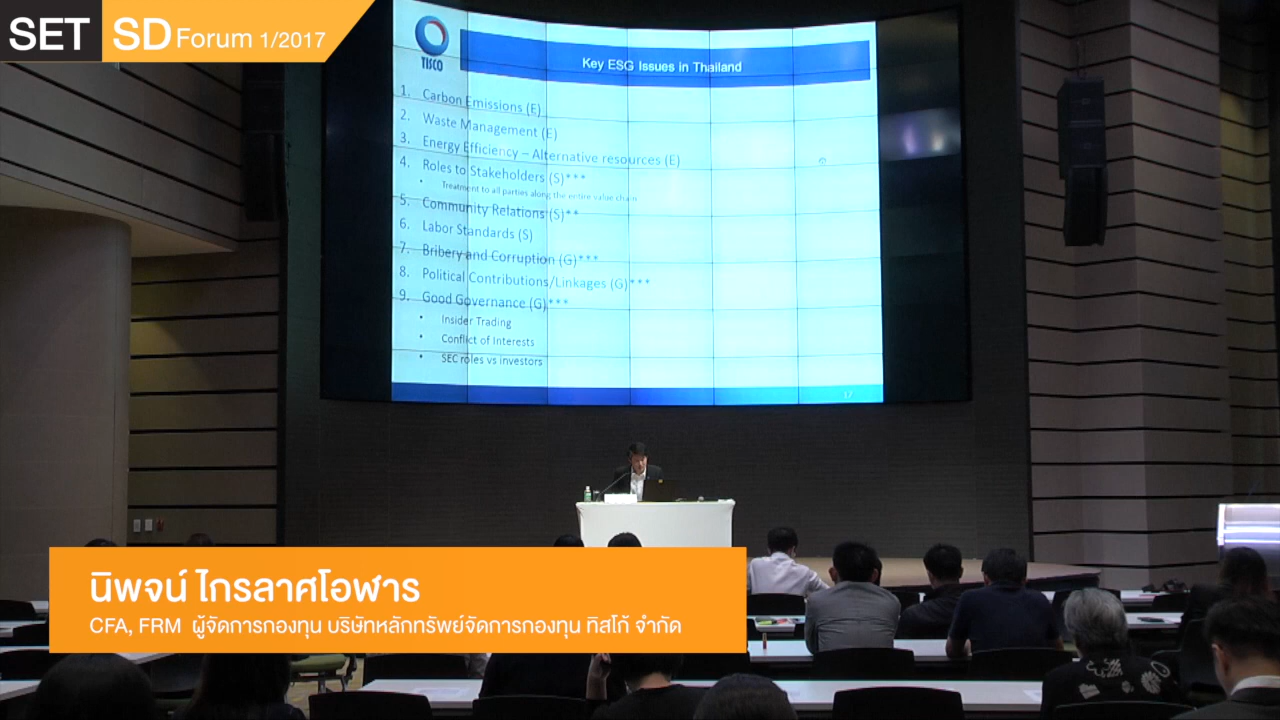 SET SD Forum 1/2017
TISCO
Key ESG Issues in Thailand
1. Carbon Emissions (E)
2. Waste Management (E)
3. Energy Efficiency – Alternative resources (E)
4. Roles to Stakeholders (S)***
• Treatment to all parties along the entire value chain
5. Community Relations (S)**
6. Labor Standards (S)
7. Bribery and Corruption (G)***
8. Political Contributions/Linkages (G)***
9. Good Governance (G)***
• Insider Trading
• Conflict of Interests
• SEC roles vs investors
17
นิพจน์ ไกรลาศโอฬาร
CFA, FRM ผู้จัดการกองทุน บริษัทหลักทรัพย์จัดการกองทุน ทิสโก้ จำกัด